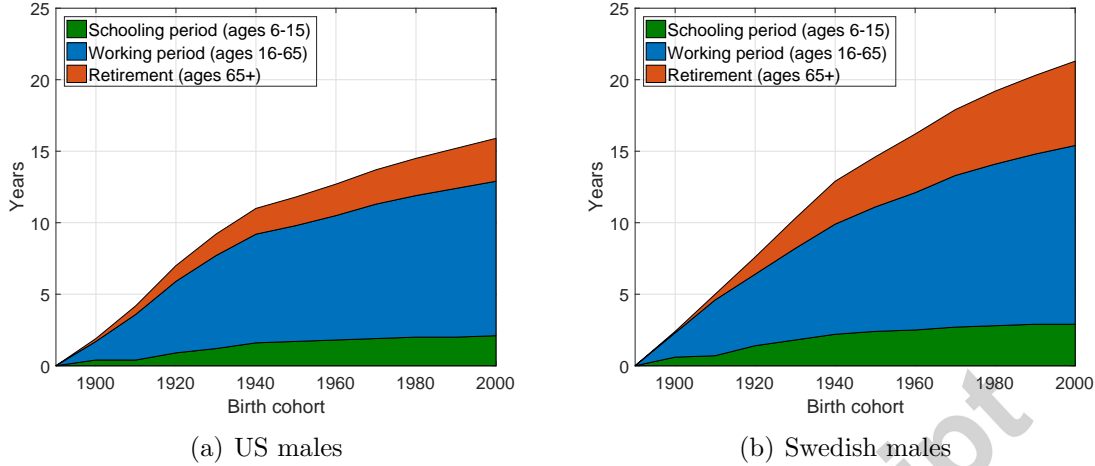 25
20
15
10
5
0
Years
Schooling period (ages 6-15)
Working period (ages 16-65)
Retirement (ages 65+)
1900 1920 1940 1960 1980 2000
Birth cohort
(a) US males
25
20
15
10
5
0
Years
Schooling period (ages 6-15)
Working period (ages 16-65)
Retirement (ages 65+)
1900 1920 1940 1960 1980 2000
Birth cohort
(b) Swedish males
ript